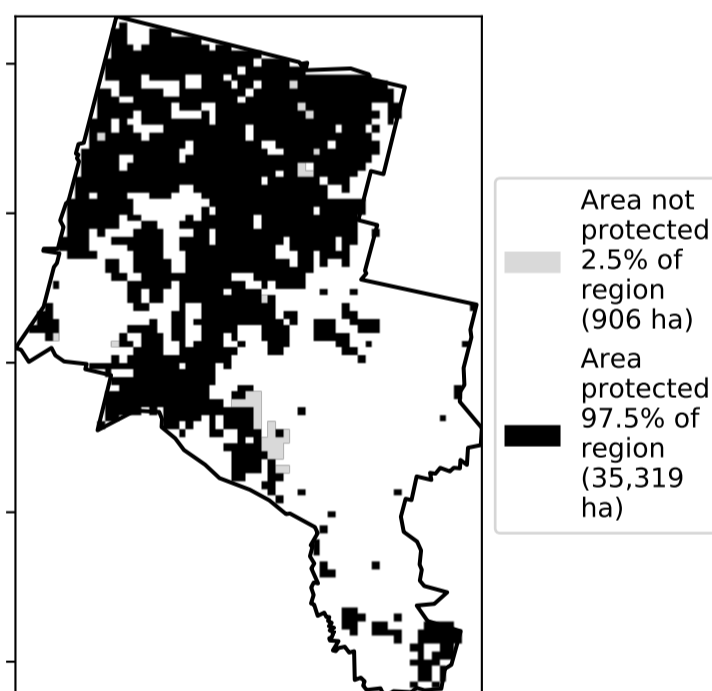 Area not
protected
2.5% of
region
(906 ha)
Area
protected
97.5% of
region
(35,319
ha)